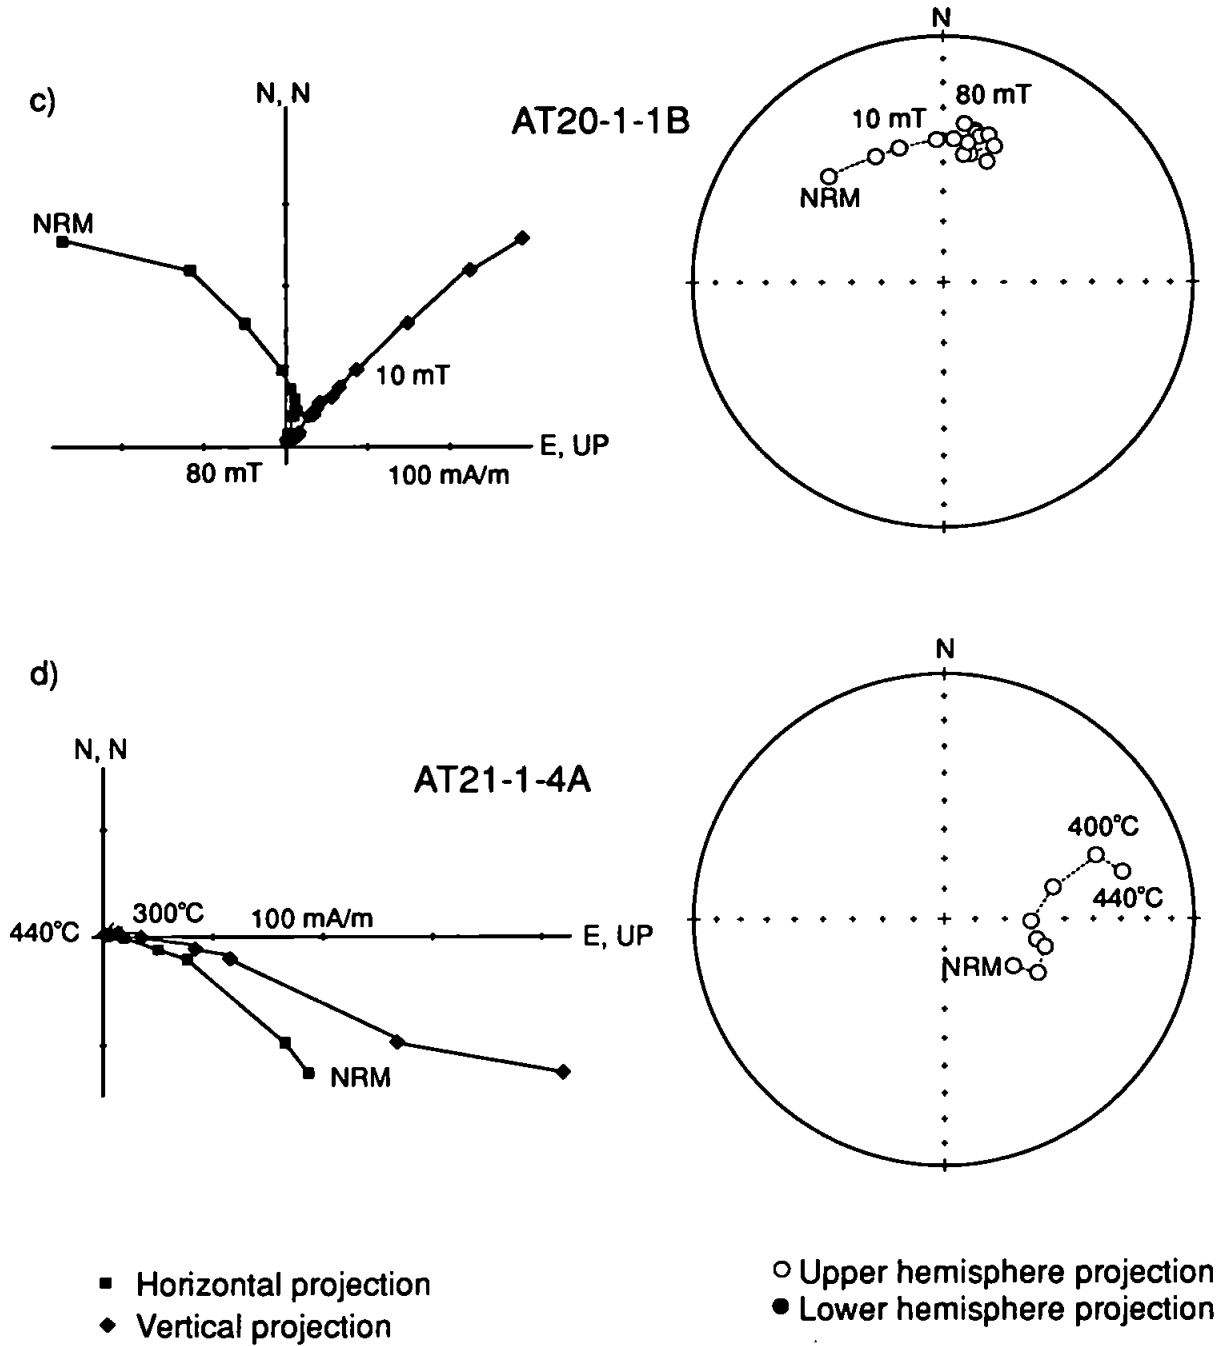 c)
N, N
AT20-1-1B
NRM
10 mT
E, UP
80 mT
100 mA/m
N
80 mT
10 mT
NRM
d)
N, N
AT21-1-4A
440°C
300°C
100 mA/m
E, UP
NRM
N
400°C
440°C
NRM
■ Horizontal projection
◆ Vertical projection
○ Upper hemisphere projection
● Lower hemisphere projection